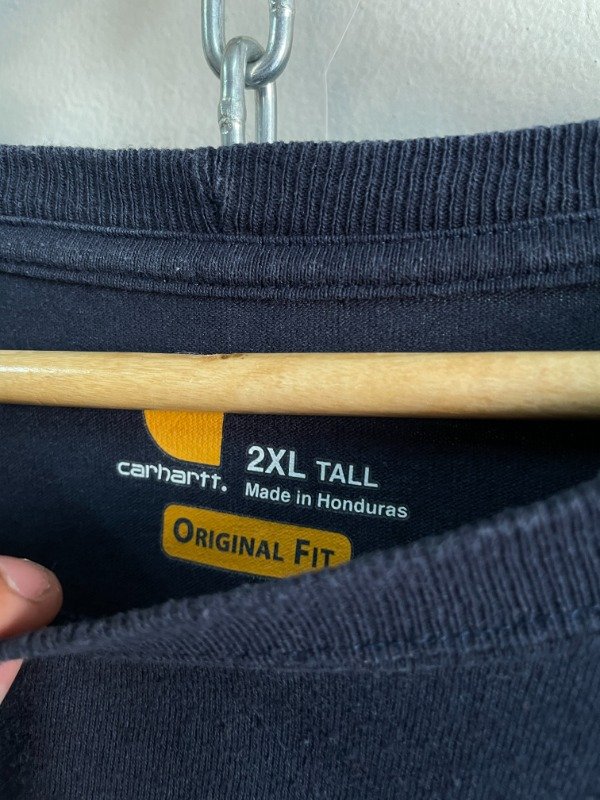 carhartt.
2XL TALL
Made in Honduras
ORIGINAL FIT